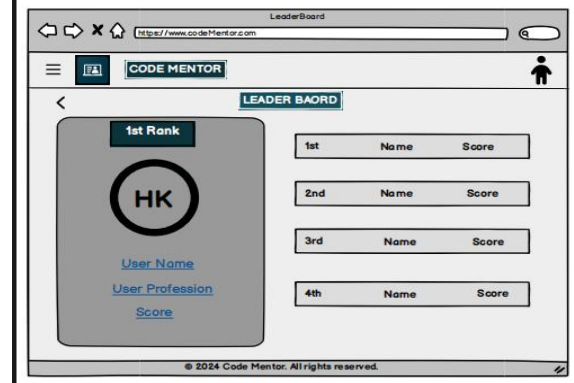 LeaderBoard
https://www.codeMentor.com
CODE MENTOR
LEADER BAORD
1st Rank
HK
User Name
User Profession
Score
1st Name Score
2nd Name Score
3rd Name Score
4th Name Score
© 2024 Code Mentor. All rights reserved.